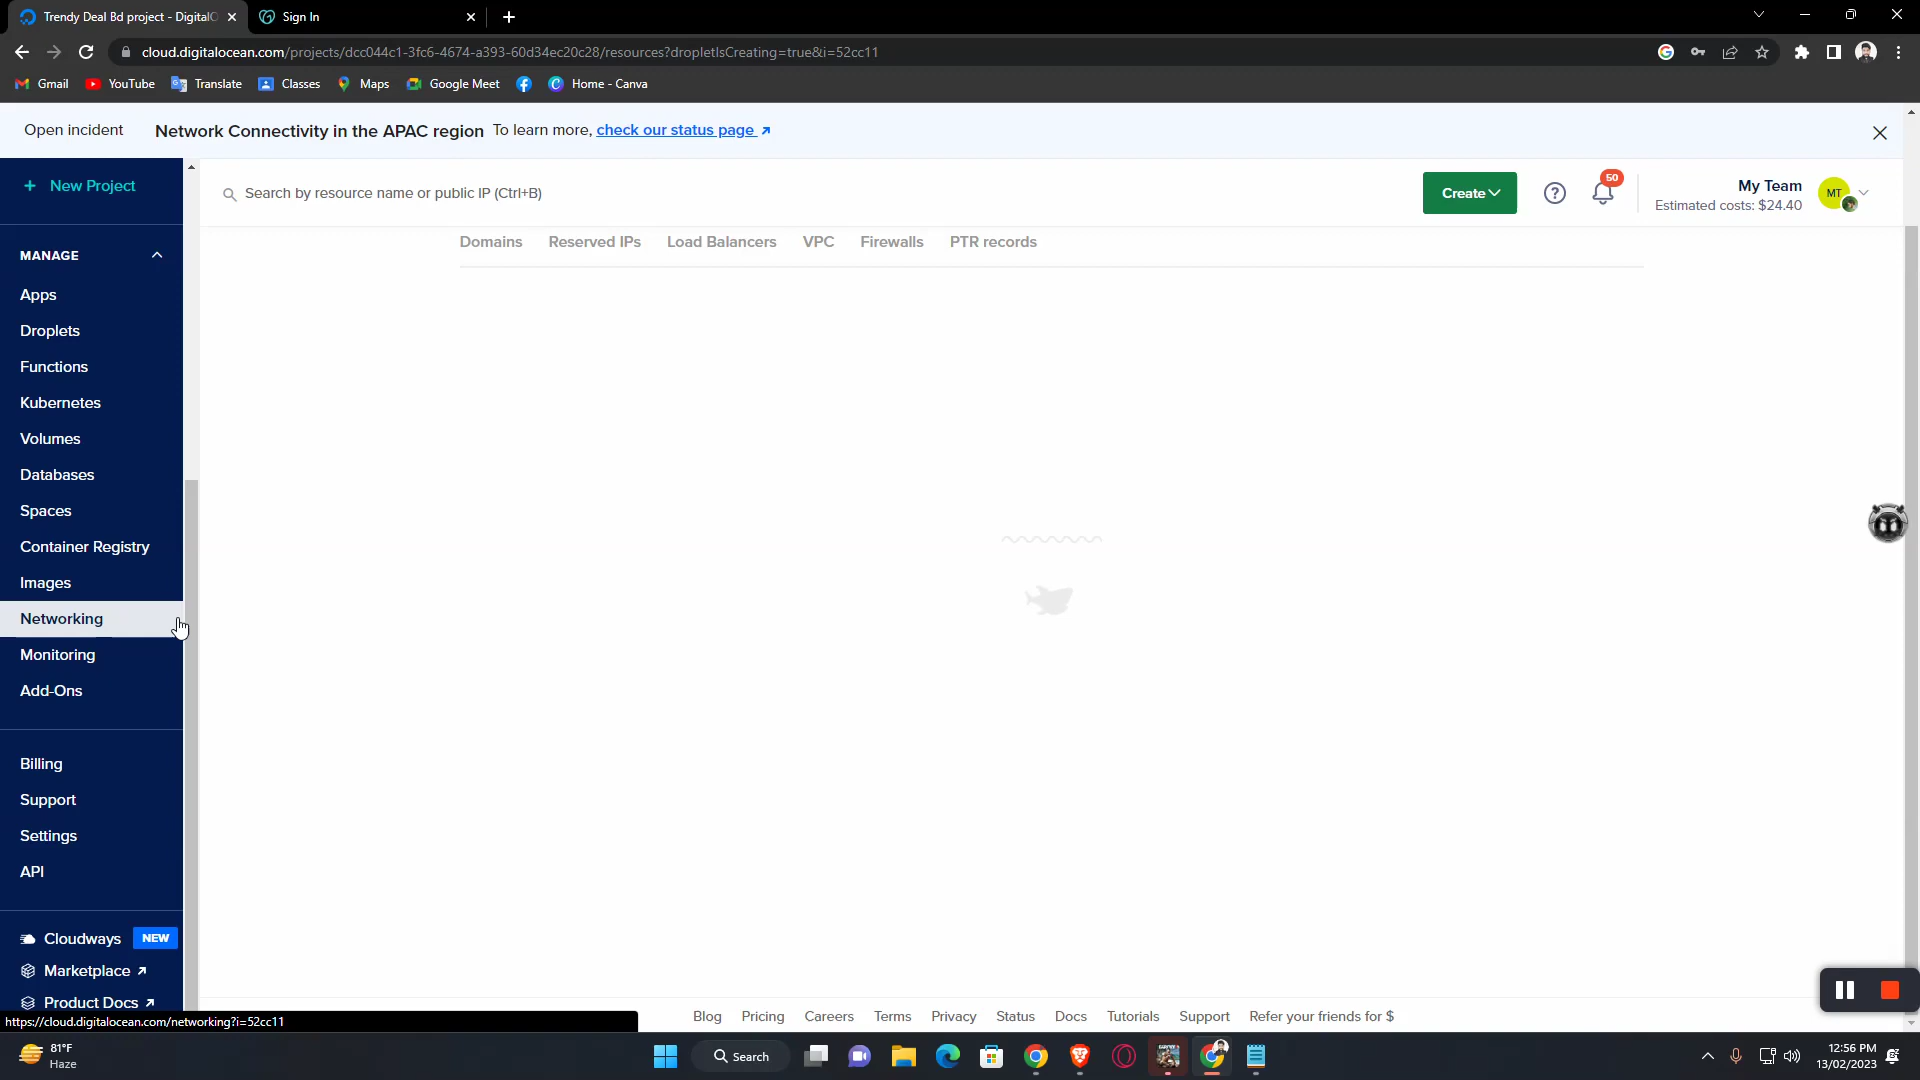 Trendy Deal Bd project - DigitalO
Sign In
cloud.digitalocean.com/projects/dcc044c1-3fc6-4674-a393-60d34ec20c28/resources?dropletIsCreating=true&i=52cc11
Gmail
YouTube
Translate
Classes
Maps
Google Meet
Home - Canva
Open incident
Network Connectivity in the APAC region To learn more, check our status page
+ New Project
Search by resource name or public IP (Ctrl+B)
Create
50
My Team
Estimated costs: $24.40
MT
MANAGE
Domains
Reserved IPs
Load Balancers
VPC
Firewalls
PTR records
Apps
Droplets
Functions
Kubernetes
Volumes
Databases
Spaces
Container Registry
Images
Networking
Monitoring
Add-Ons
Billing
Support
Settings
API
Cloudways NEW
Marketplace
Product Docs
https://cloud.digitalocean.com/networking?i=52cc11
Blog
Pricing
Careers
Terms
Privacy
Status
Docs
Tutorials
Support
Refer your friends for $
81°F
Haze
Search
12:56 PM
13/02/2023